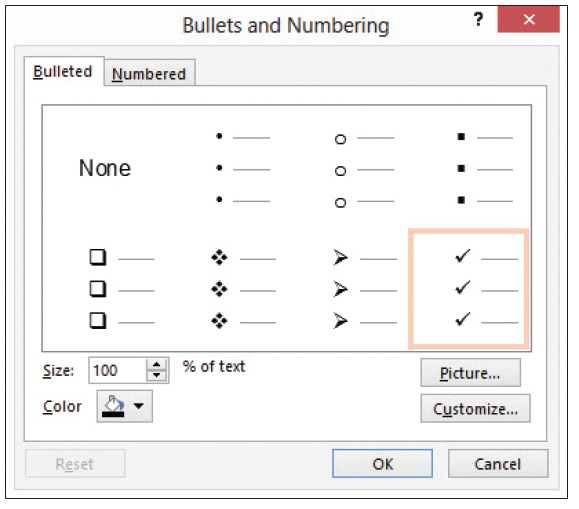 Bullets and Numbering ?
Bulleted Numbered
None
Size: 100 % of text
Picture...
Color
Customize...
Reset OK Cancel